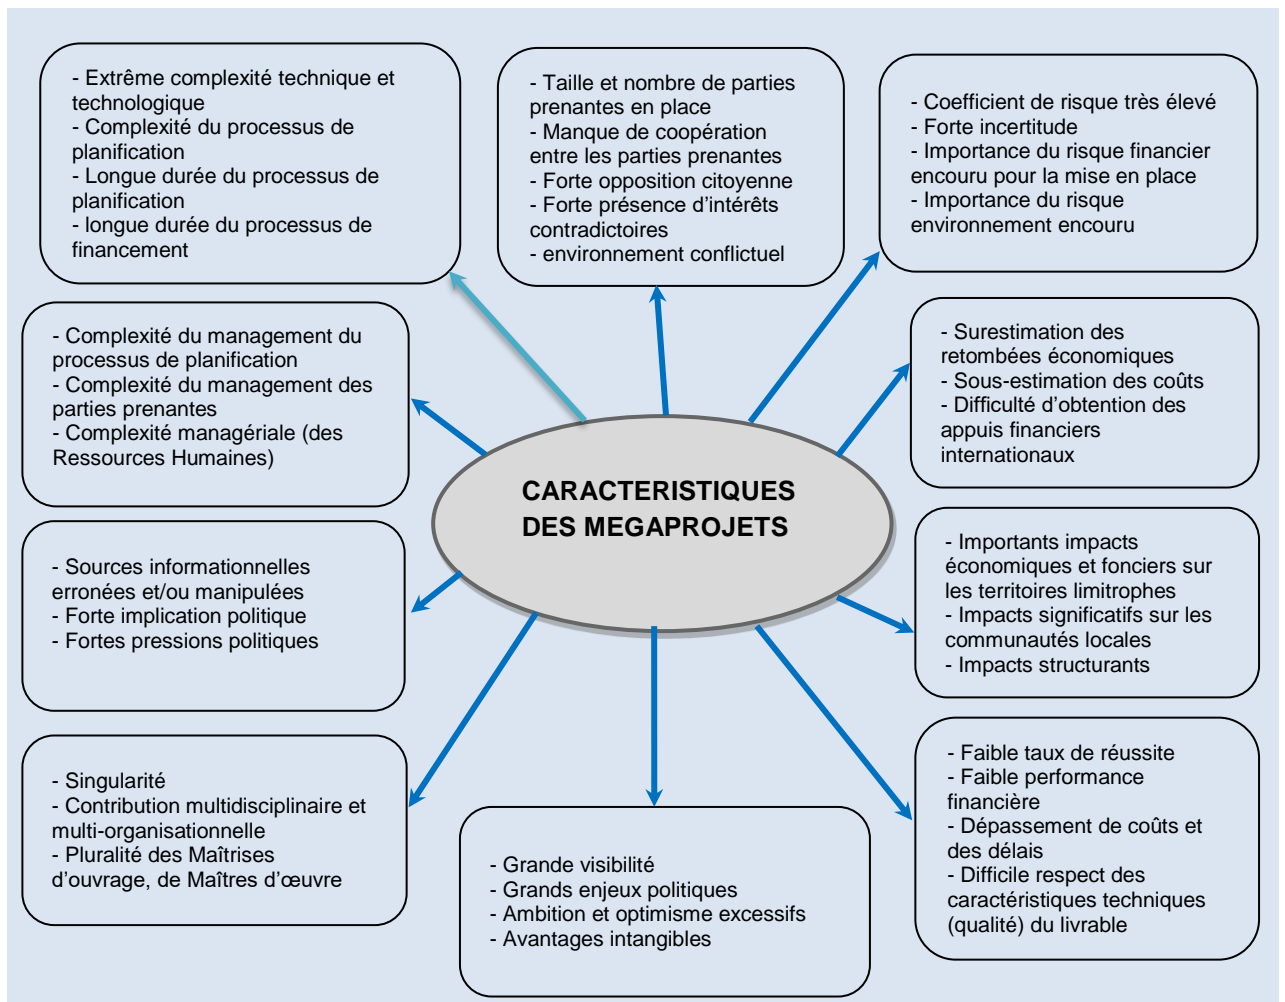 - Extrême complexité technique et
technologique
- Complexité du processus de
planification
- Longue durée du processus de
planification
- longue durée du processus de
financement
- Taille et nombre de parties
prenantes en place
- Manque de coopération
entre les parties prenantes
- Forte opposition citoyenne
- Forte présence d’intérêts
contradictoires
- environnement conflictuel
- Coefficient de risque très élevé
- Forte incertitude
- Importance du risque financier
encouru pour la mise en place
- Importance du risque
environnement encouru
- Complexité du management du
processus de planification
- Complexité du management des
parties prenantes
- Complexité managériale (des
Ressources Humaines)
- Surestimation des
retombées économiques
- Sous-estimation des coûts
- Difficulté d’obtention des
appuis financiers
internationaux
CARACTERISTIQUES
DES MEGAPROJETS
- Sources informationnelles
erronées et/ou manipulées
- Forte implication politique
- Fortes pressions politiques
- Importants impacts
économiques et fonciers sur
les territoires limitrophes
- Impacts significatifs sur les
communautés locales
- Impacts structurants
- Singularité
- Contribution multidisciplinaire et
multi-organisationnelle
- Pluralité des Maîtrises
d’ouvrage, de Maîtres d’œuvre
- Grande visibilité
- Grands enjeux politiques
- Ambition et optimisme excessifs
- Avantages intangibles
- Faible taux de réussite
- Faible performance
financière
- Dépassement de coûts et
des délais
- Difficile respect des
caractéristiques techniques
(qualité) du livrable